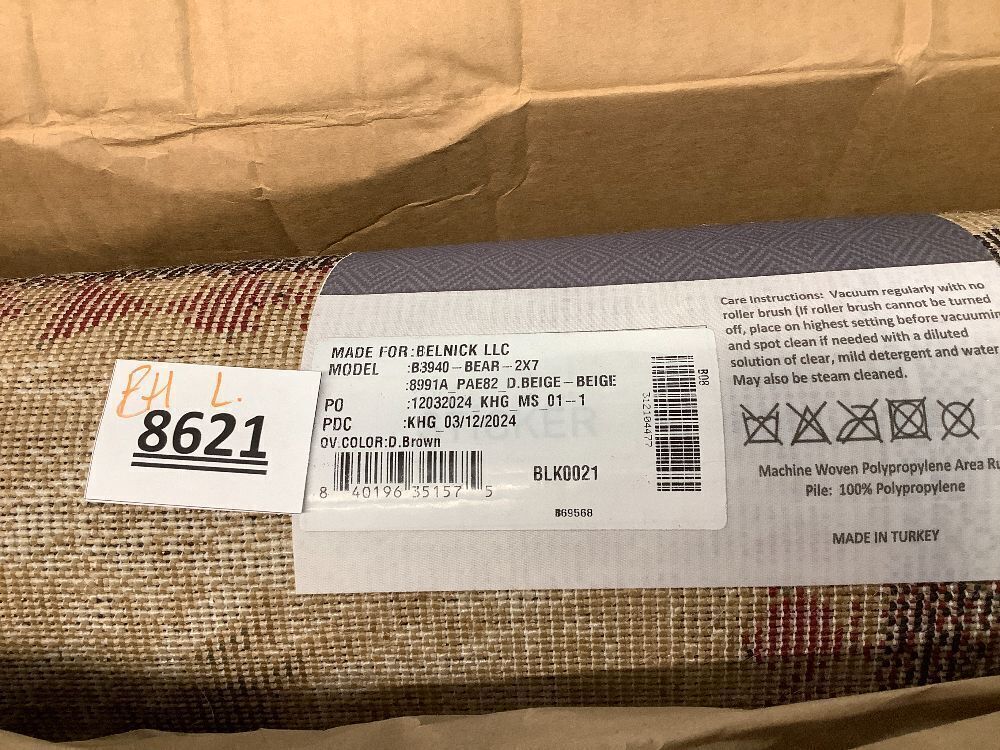 EH L.
8621
MADE FOR:BELNICK LLC
MODEL :B3940-BEAR-2X7
:8991A_PAE82_D.BEIGE-BEIGE
PO :12032024_KHG_MS_01-1
PDC :KHG_03/12/2024
OV.COLOR:D.Brown
8 40196 35157 5
BLK0021
869568
B08
312104477
Care Instructions: Vacuum regularly with no
roller brush (If roller brush cannot be turned
off, place on highest setting before vacuumin
and spot clean if needed with a diluted
solution of clear, mild detergent and water
May also be steam cleaned.
Machine Woven Polypropylene Area Ru
Pile: 100% Polypropylene
MADE IN TURKEY